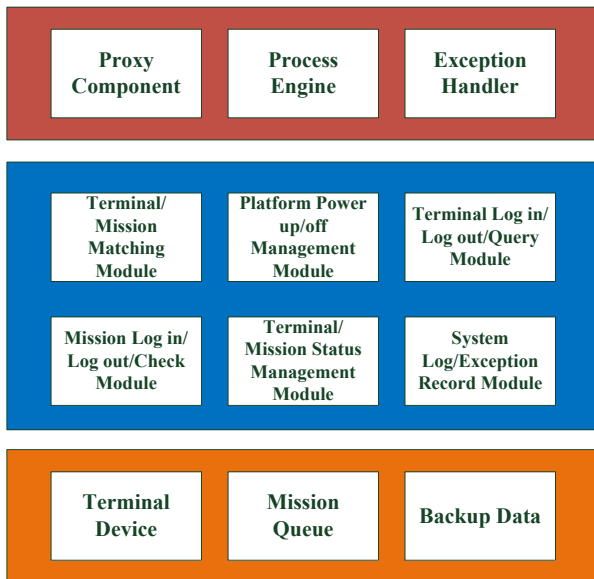 Proxy
Component
Process
Engine
Exception
Handler
Terminal/
Mission
Matching
Module
Platform Power
up/off
Management
Module
Terminal Log in/
Log out/Query
Module
Mission Log in/
Log out/Check
Module
Terminal/
Mission Status
Management
Module
System
Log/Exception
Record Module
Terminal
Device
Mission
Queue
Backup Data